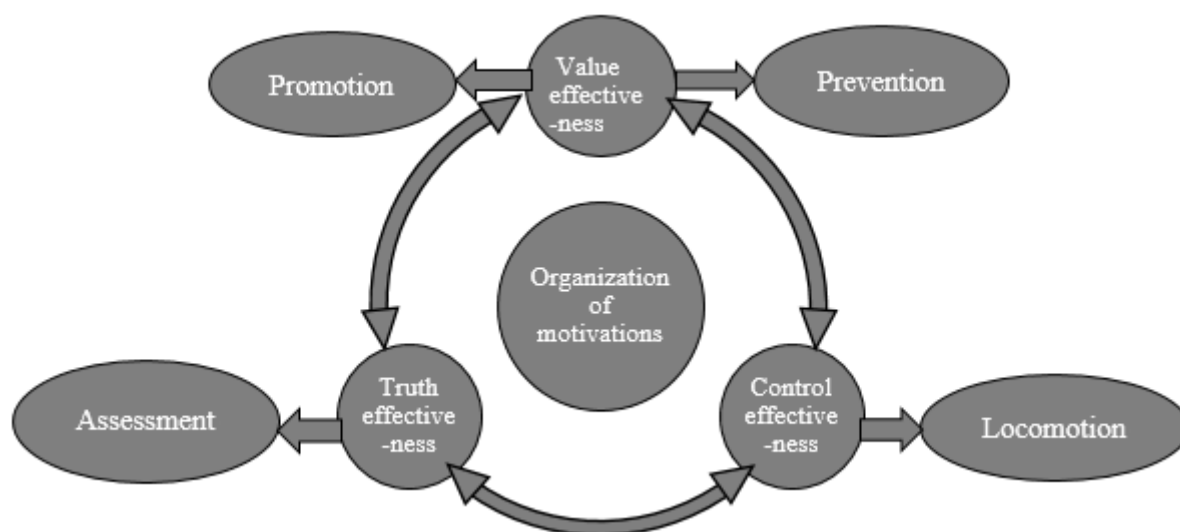 Promotion
Value
effective
-ness
Prevention
Organization
of
motivations
Assessment
Truth
effective
-ness
Control
effective
-ness
Locomotion